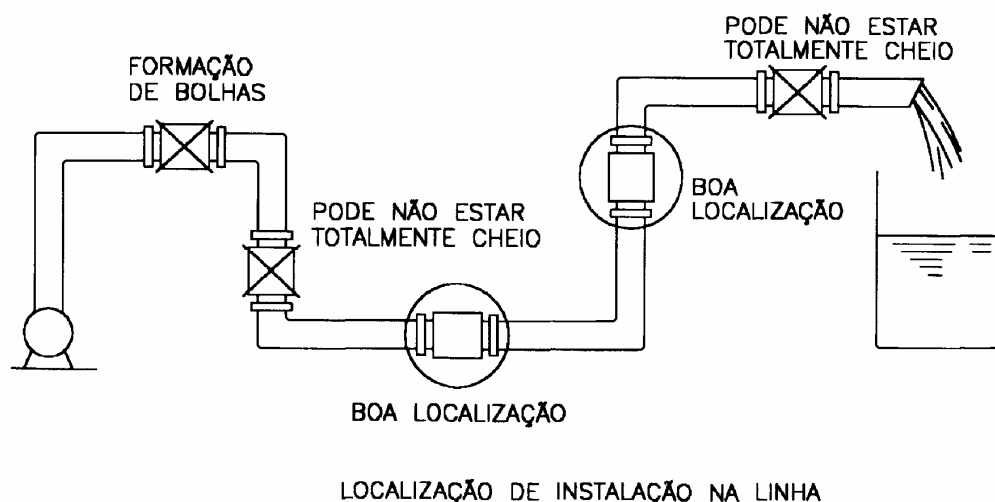 PODE NÃO ESTAR
TOTALMENTE CHEIO
FORMAÇÃO
DE BOLHAS
BOA
LOCALIZAÇÃO
PODE NÃO ESTAR
TOTALMENTE CHEIO
BOA LOCALIZAÇÃO
LOCALIZAÇÃO DE INSTALAÇÃO NA LINHA